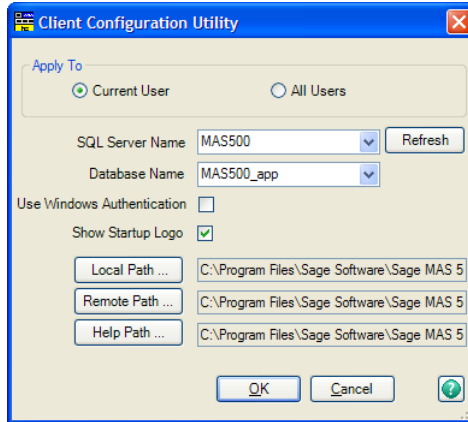 Client Configuration Utility
Apply To
Current User
All Users
SQL Server Name
MAS500
Refresh
Database Name
MAS500_app
Use Windows Authentication
Show Startup Logo
Local Path ...
C:\Program Files\Sage Software\Sage MAS 5
Remote Path ...
C:\Program Files\Sage Software\Sage MAS 5
Help Path ...
C:\Program Files\Sage Software\Sage MAS 5
OK
Cancel
?